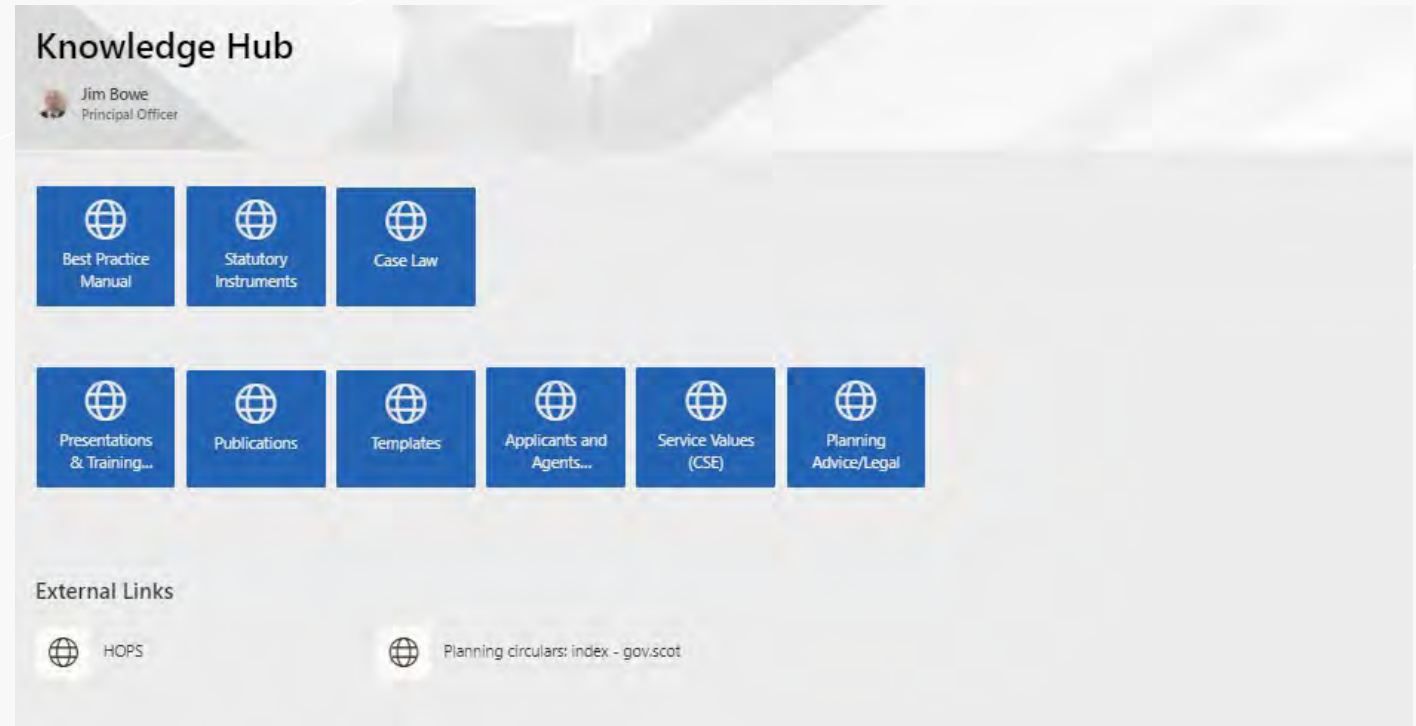 Knowledge Hub
Jim Bowe
Principal Officer
Best Practice
Manual
Statutory
Instruments
Case Law
Presentations
& Training...
Publications
Templates
Applicants and
Agents...
Service Values
(CSE)
Planning
Advice/Legal
External Links
HOPS
Planning circulars: index - gov.scot